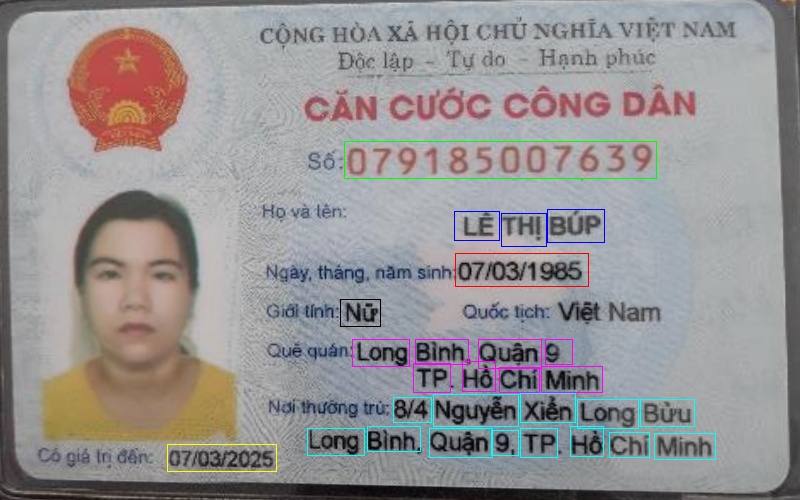 CỘNG HÒA XÃ HỘI CHỦ NGHĨA VIỆT NAM
Độc lập - Tự do - Hạnh phúc
CĂN CƯỚC CÔNG DÂN
Số: 079185007639
Họ và tên:
LÊ THỊ BÚP
Ngày, tháng, năm sinh: 07/03/1985
Giới tính: Nữ Quốc tịch: Việt Nam
Quê quán: Long Bình, Quận 9
TP. Hồ Chí Minh
Nơi thường trú: 8/4 Nguyễn Xiển Long Bửu
Long Bình, Quận 9, TP. Hồ Chí Minh
Có giá trị đến: 07/03/2025